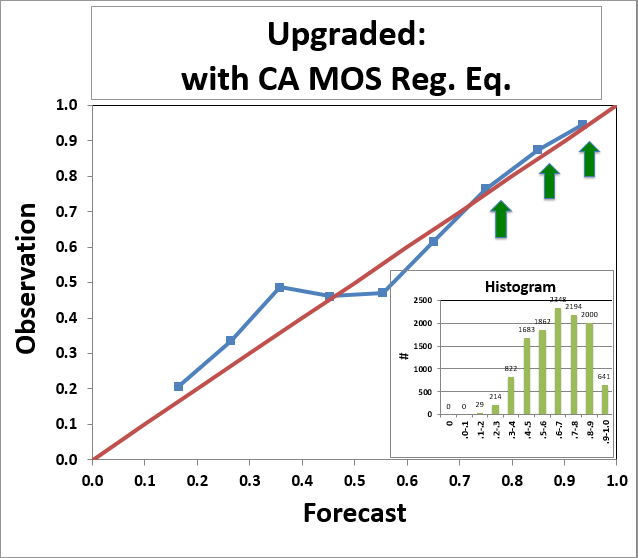 Upgraded:
with CA MOS Reg. Eq.
1.0
0.9
0.8
0.7
0.6
0.5
0.4
0.3
0.2
0.1
0.0
Observation
0.0 0.1 0.2 0.3 0.4 0.5 0.6 0.7 0.8 0.9 1.0
Forecast
Histogram
2500
2000
1500
1000
500
0
#
0 0 29 214 822 1683 1862 2348 2194 2000 641
0 .0-.1 .1-.2 .2-.3 .3-.4 .4-.5 .5-.6 .6-.7 .7-.8 .8-.9 .9-1.0